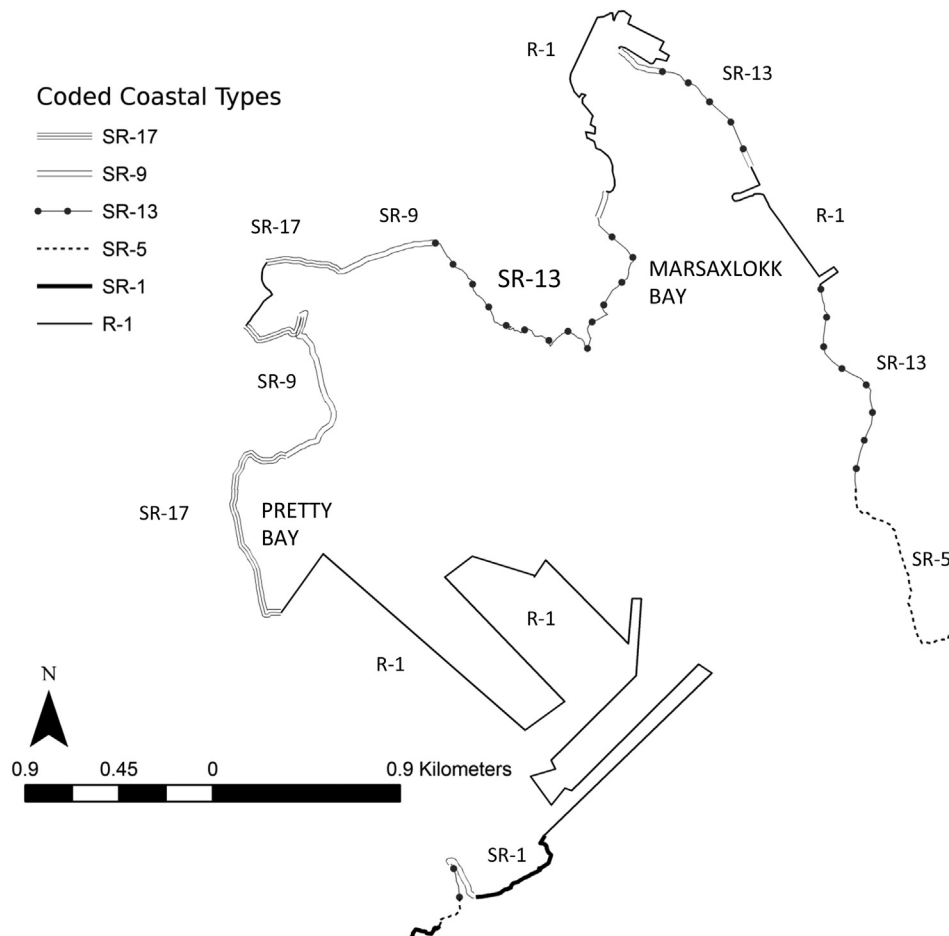 R-1
SR-13
Coded Coastal Types
SR-17
SR-9
SR-13
SR-5
SR-1
R-1
SR-17
SR-9
SR-13
MARSAXLOKK
BAY
R-1
SR-9
SR-13
SR-17
PRETTY
BAY
SR-5
R-1
R-1
N
0.9 0.45 0 0.9 Kilometers
SR-1